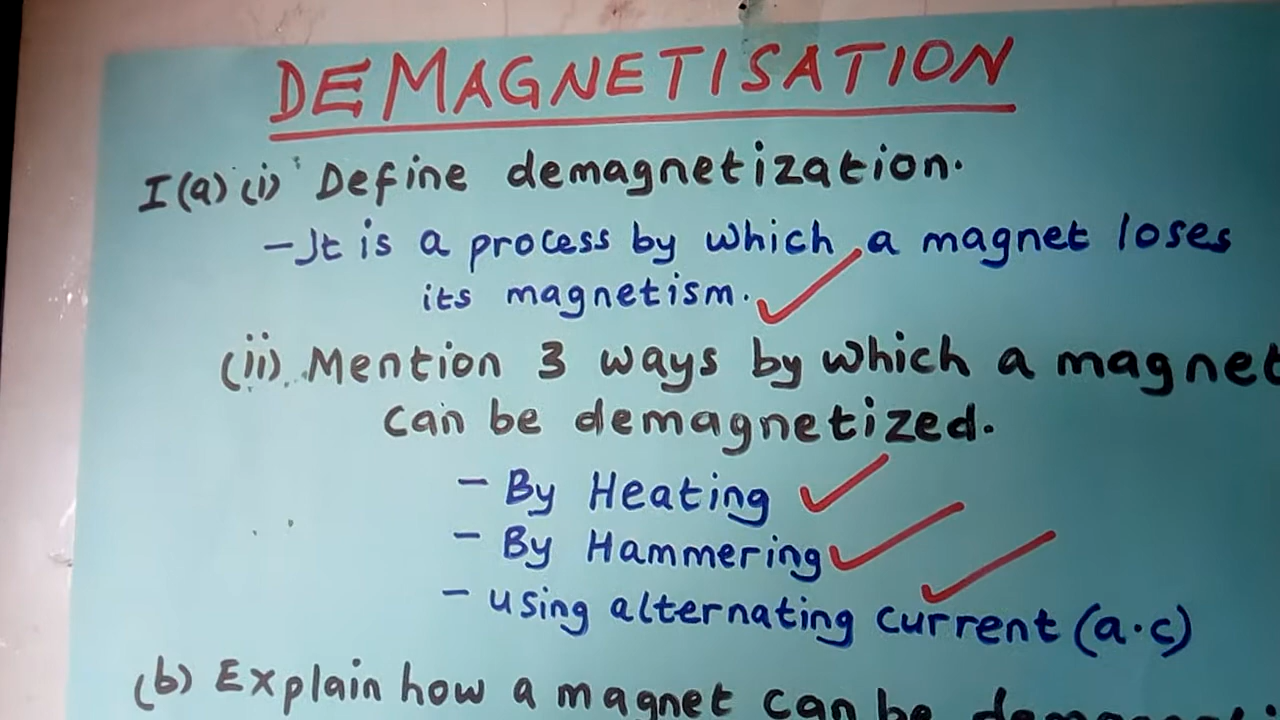 DEMAGNETISATION
I(a)(i) Define demagnetization.
- It is a process by which a magnet loses
its magnetism.
(ii). Mention 3 ways by which a magnet
can be demagnetized.
- By Heating
- By Hammering
- using alternating current (a.c)
(b) Explain how a magnet can be